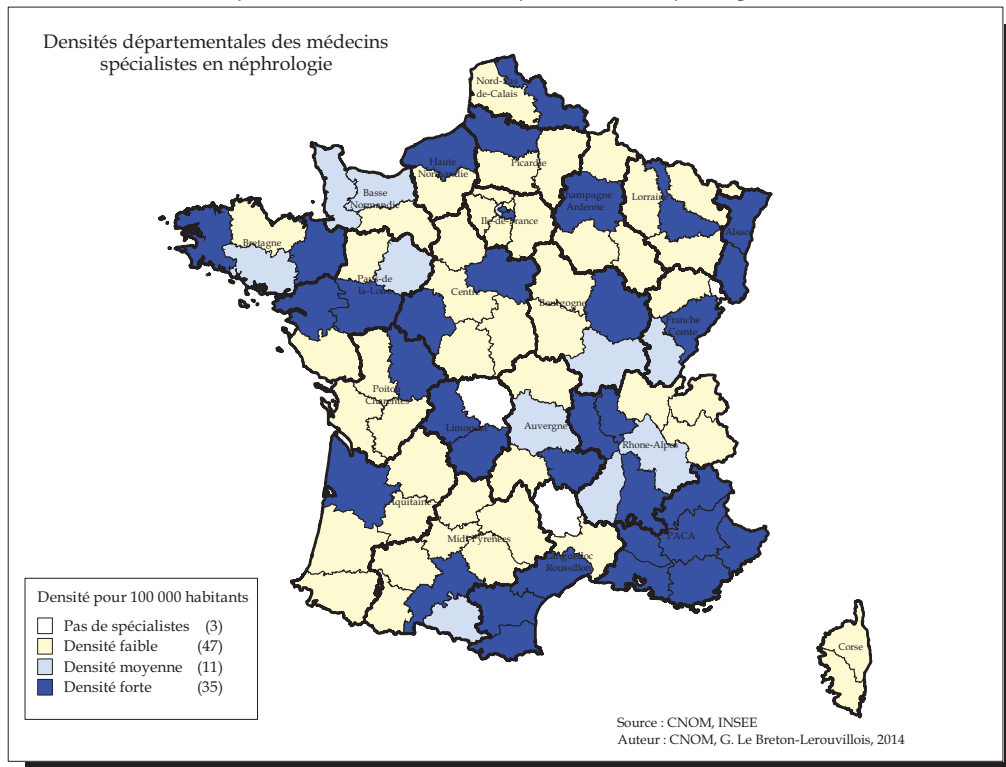 Densités départementales des médecins
spécialistes en néphrologie
Nord-Pas
de-Calais
Picardie
Haute
Normandie
Basse
Normandie
Champagne
Ardenne
Lorraine
Ile-de-France
Alsace
Bretagne
Pays-de
la-Loire
Centre
Bourgogne
Franche
Comte
Poitou
Charentes
Limousin
Auvergne
Rhone-Alpes
Aquitaine
Midi-Pyrenees
PACA
Languedoc
Roussillon
Corse
Densité pour 100 000 habitants
Pas de spécialistes (3)
Densité faible (47)
Densité moyenne (11)
Densité forte (35)
Source : CNOM, INSEE
Auteur : CNOM, G. Le Breton-Lerouvillois, 2014